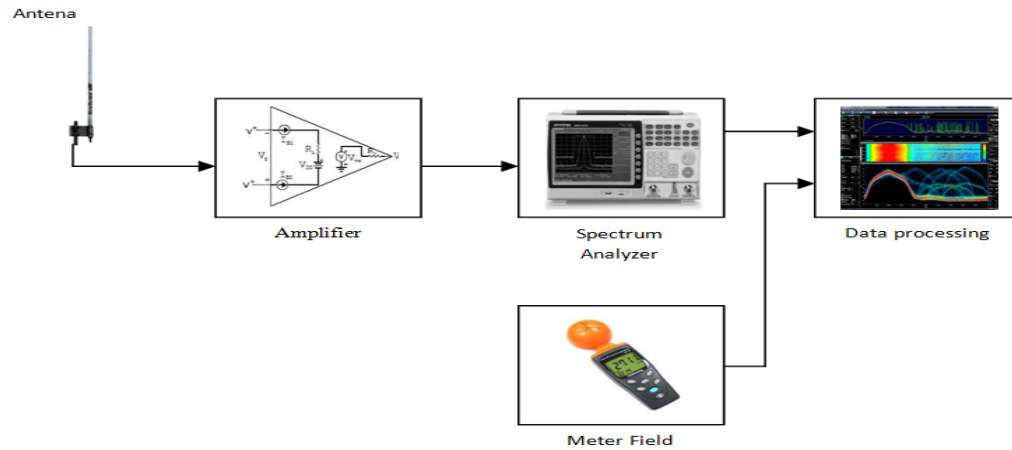 Antena
Amplifier
Spectrum
Analyzer
Data processing
Meter Field